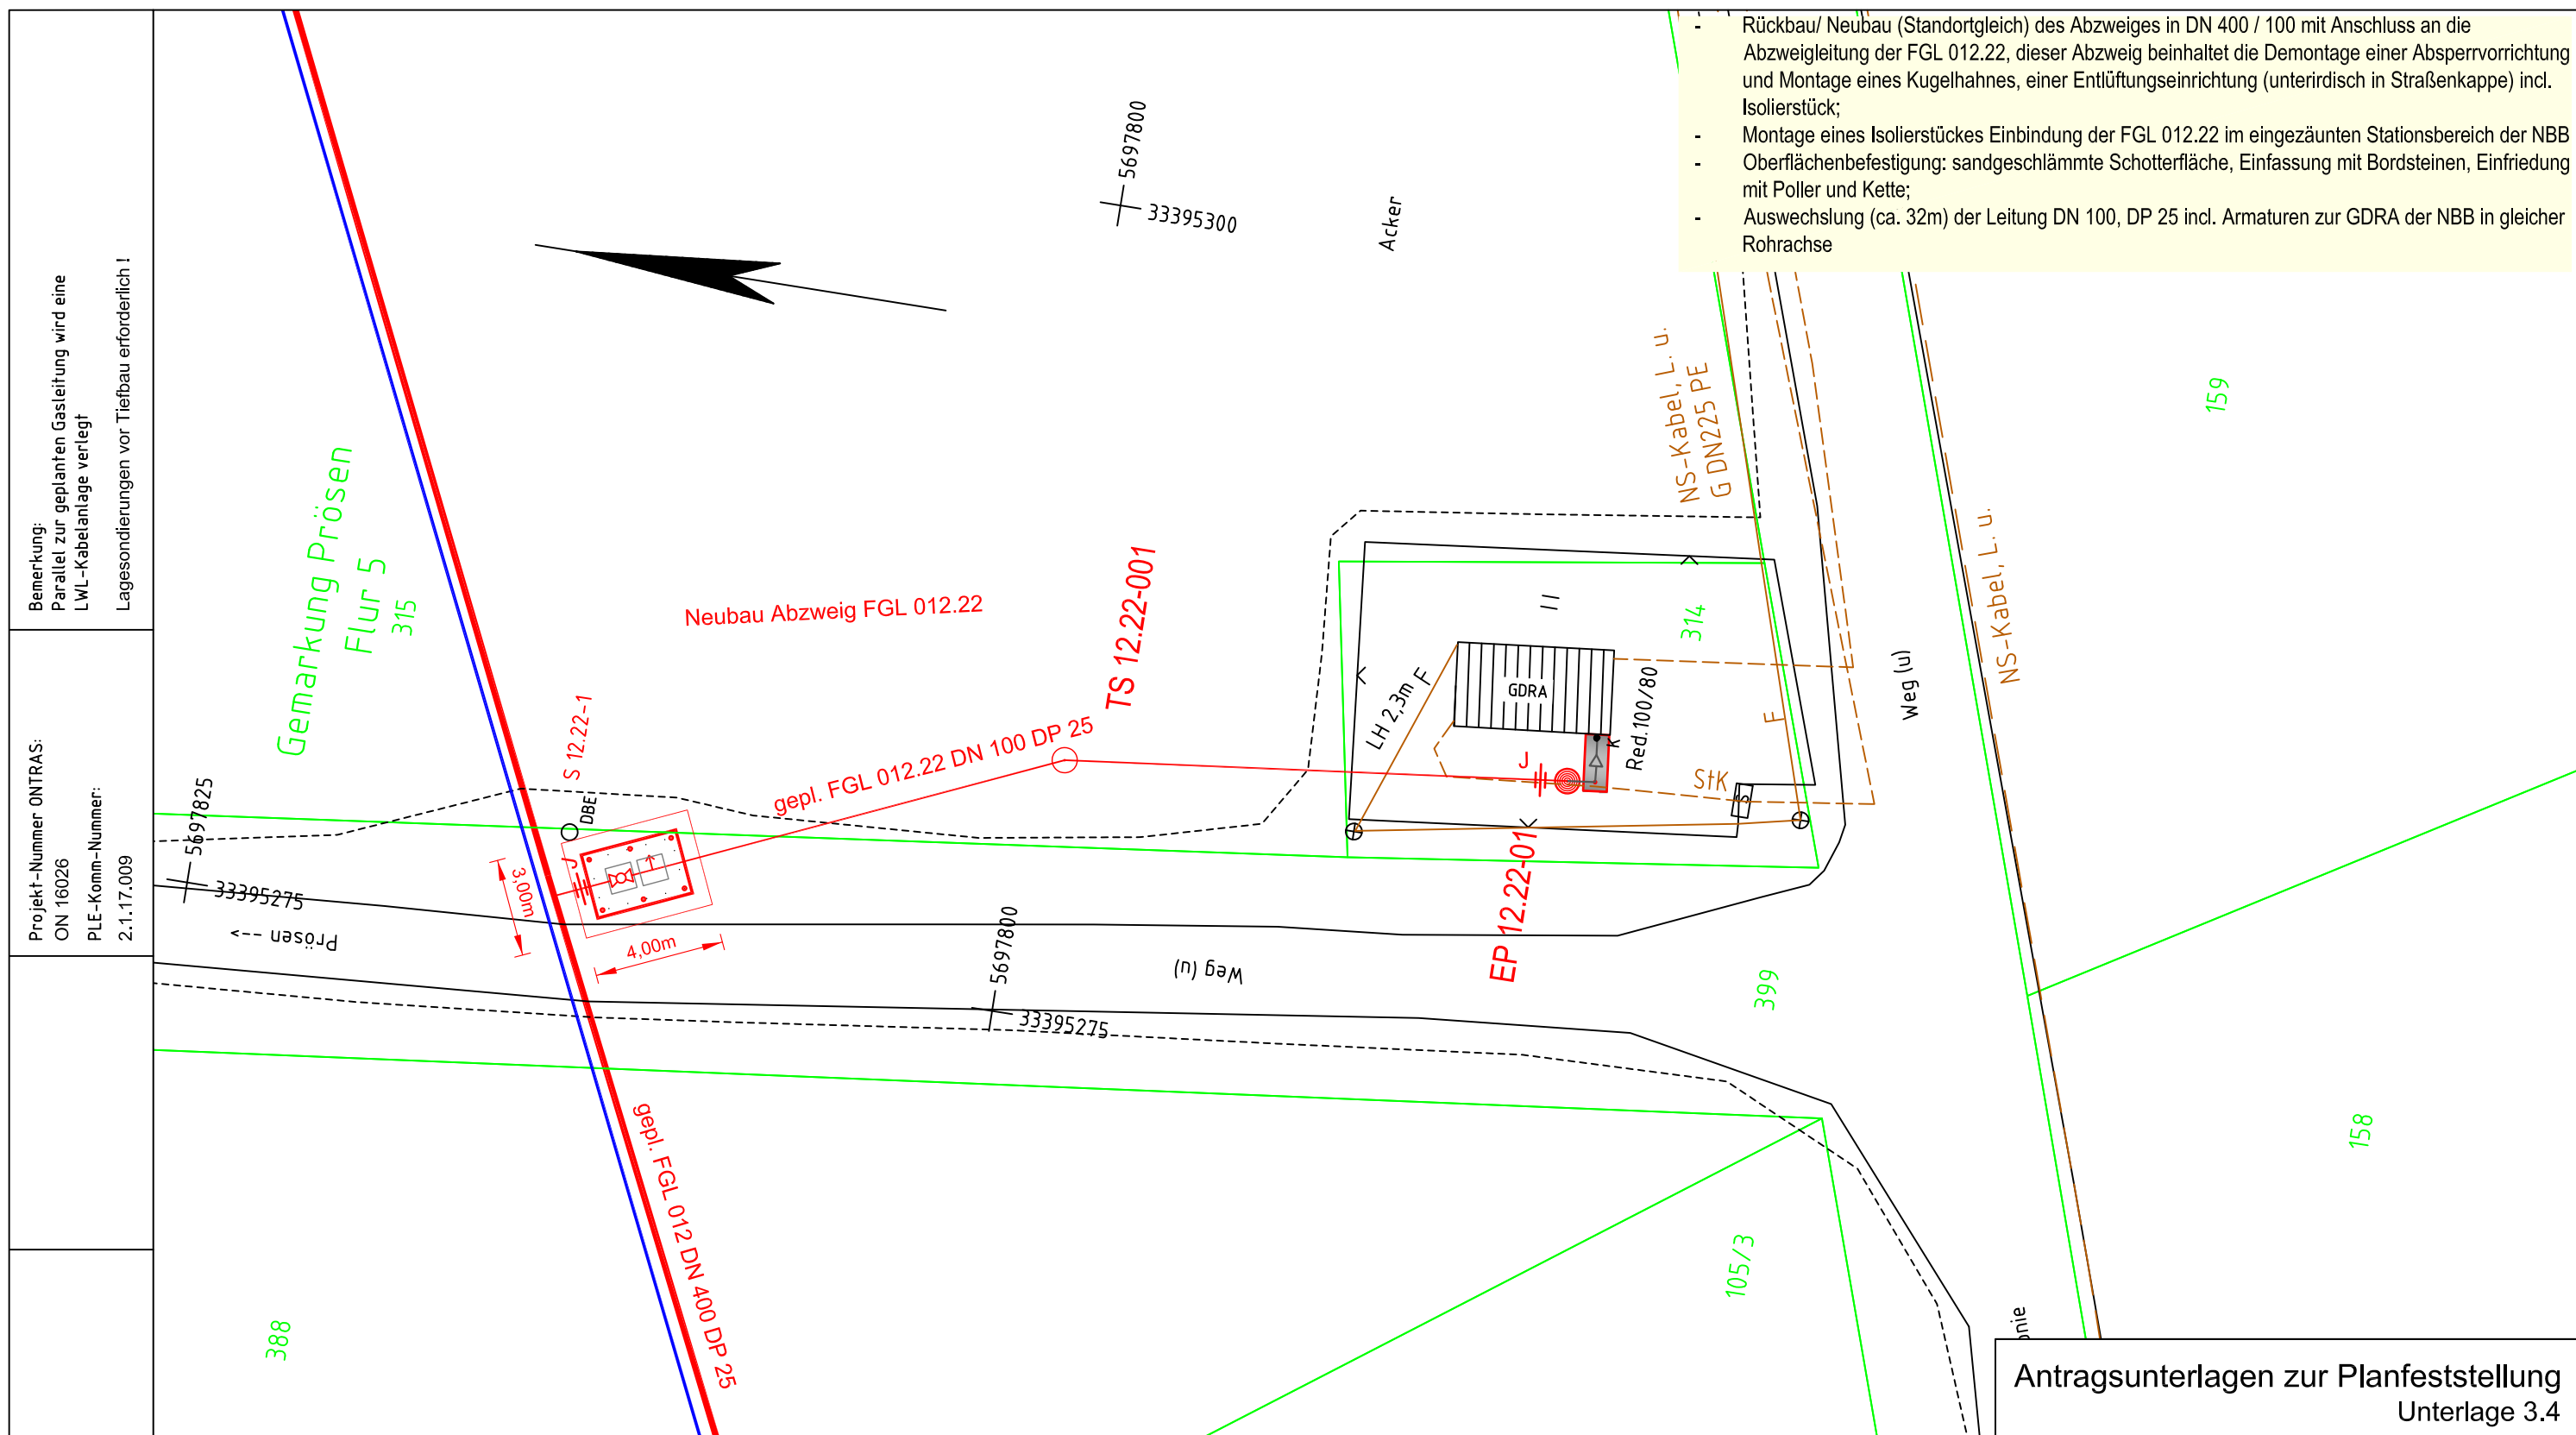 - Rückbau/ Neubau (Standortgleich) des Abzweiges in DN 400 / 100 mit Anschluss an die
Abzweigleitung der FGL 012.22, dieser Abzweig beinhaltet die Demontage einer Absperrvorrichtung
und Montage eines Kugelhahnes, einer Entlüftungseinrichtung (unterirdisch in Straßenkappe) incl.
Isolierstück;
- Montage eines Isolierstückes Einbindung der FGL 012.22 im eingezäunten Stationsbereich der NBB
- Oberflächenbefestigung: sandgeschlämmte Schotterfläche, Einfassung mit Bordsteinen, Einfriedung
mit Poller und Kette;
- Auswechslung (ca. 32m) der Leitung DN 100, DP 25 incl. Armaturen zur GDRA der NBB in gleicher
Rohrachse
Bemerkung:
Parallel zur geplanten Gasleitung wird eine
LWL-Kabelanlage verlegt
Lagesondierungen vor Tiefbau erforderlich !
Projekt-Nummer ONTRAS:
ON 16026
PLE-Komm-Nummer:
2.1.17.009
Gemarkung Prösen
Flur 5
315
5697800
33395300
Acker
Neubau Abzweig FGL 012.22
TS 12.22-001
S 12.22-1
DBE
J
gepl. FGL 012.22 DN 100 DP 25
3,00m
4,00m
5697825
33395275
Prösen -->
5697800
33395275
Weg (u)
gepl. FGL 012 DN 400 DP 25
388
NS-Kabel, L. u.
G DN225 PE
NS-Kabel, L. u.
159
314
LH 2,3m
F
GDRA
Red.100/80
K
J
StK
S
F
EP 12.22-01
Weg (u)
399
105/3
158
onie
Antragsunterlagen zur Planfeststellung
Unterlage 3.4